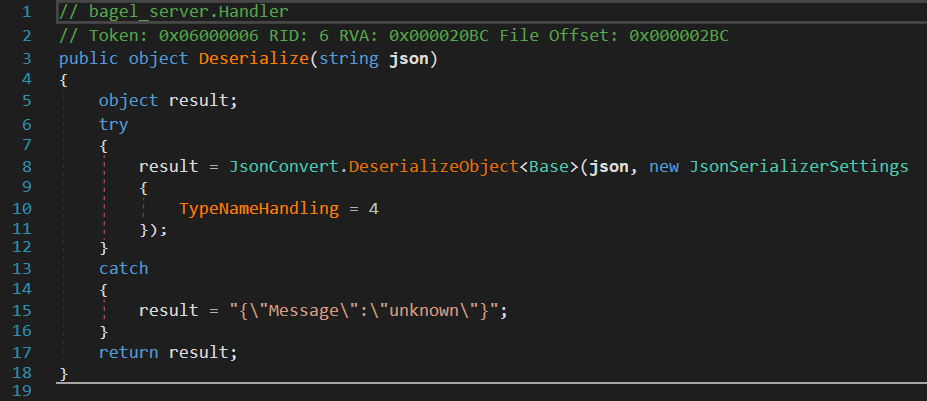 1 // bagel_server.Handler
2 // Token: 0x06000006 RID: 6 RVA: 0x000020BC File Offset: 0x000002BC
3 public object Deserialize(string json)
4 {
5     object result;
6     try
7     {
8         result = JsonConvert.DeserializeObject<Base>(json, new JsonSerializerSettings
9         {
10             TypeNameHandling = 4
11         });
12     }
13     catch
14     {
15         result = "{\"Message\":\"unknown\"}";
16     }
17     return result;
18 }
19